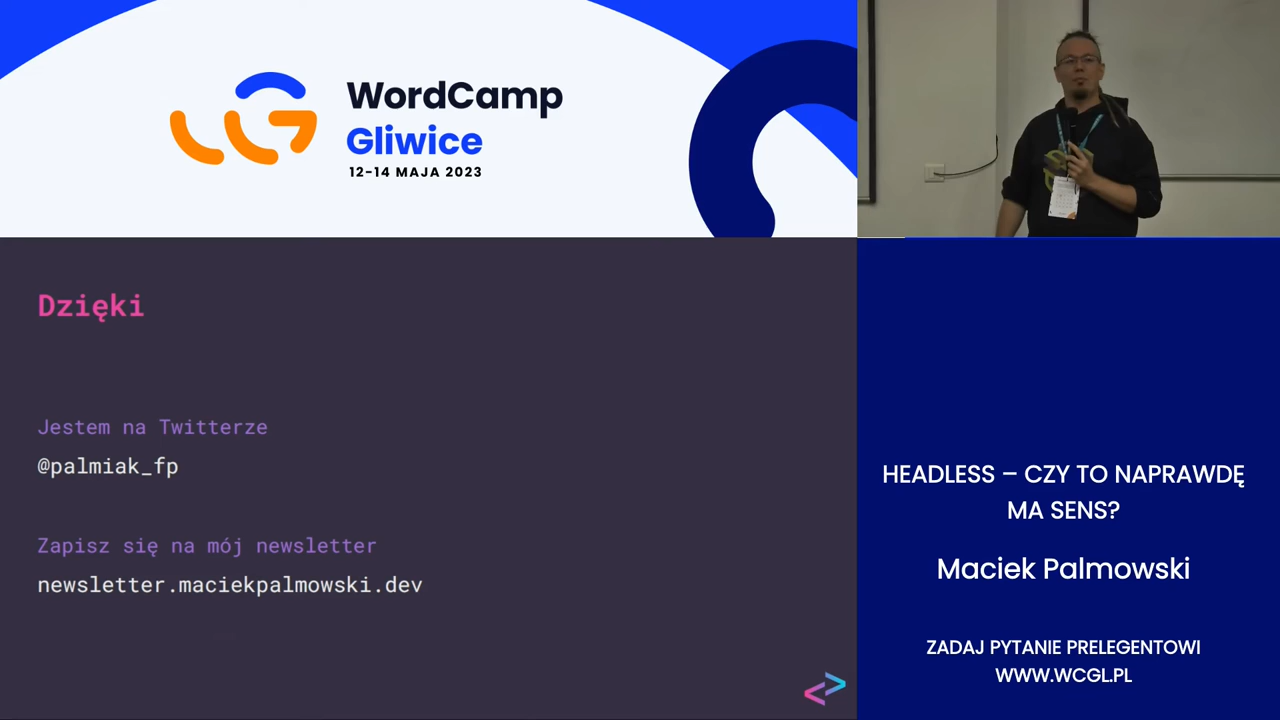 WordCamp
Gliwice
12-14 MAJA 2023
Dzięki
Jestem na Twitterze
@palmiak_fp
Zapisz się na mój newsletter
newsletter.maciekpalmowski.dev
HEADLESS – CZY TO NAPRAWDĘ
MA SENS?
Maciek Palmowski
ZADAJ PYTANIE PRELEGENTOWI
WWW.WCGL.PL